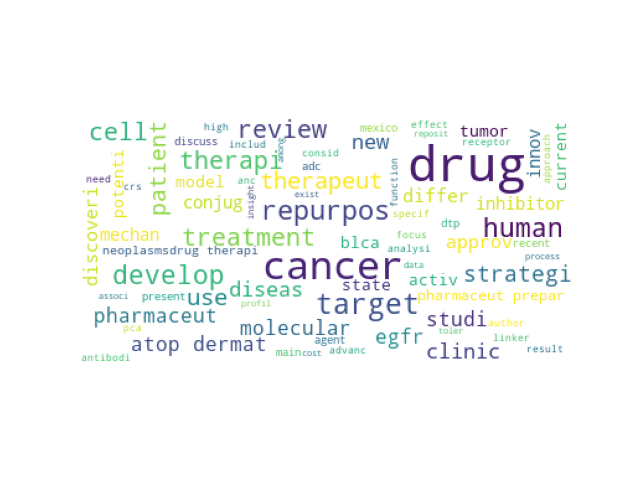 cell
high
review
discuss
includ
among
mexico
effect
reposit
tumor
receptor
new
drug
innov
approach
current
need
crs
potenti
patient
therapi
adc
consid
function
model
anc
insight
exist
therapeut
differ
inhibitor
discoveri
conjug
repurpos
specif
human
mechan
treatment
blca
focus
dtp
analysi
approv
recent
neoplasmsdrug therapi
cancer
data
process
develop
diseas
state
activ
strategi
associ
present
use
profil
target
pharmaceut prepar
pharmaceut
molecular
studi
author
pca
agent
egfr
toler
linker
atop dermat
main
cost
advanc
clinic
result
antibodi